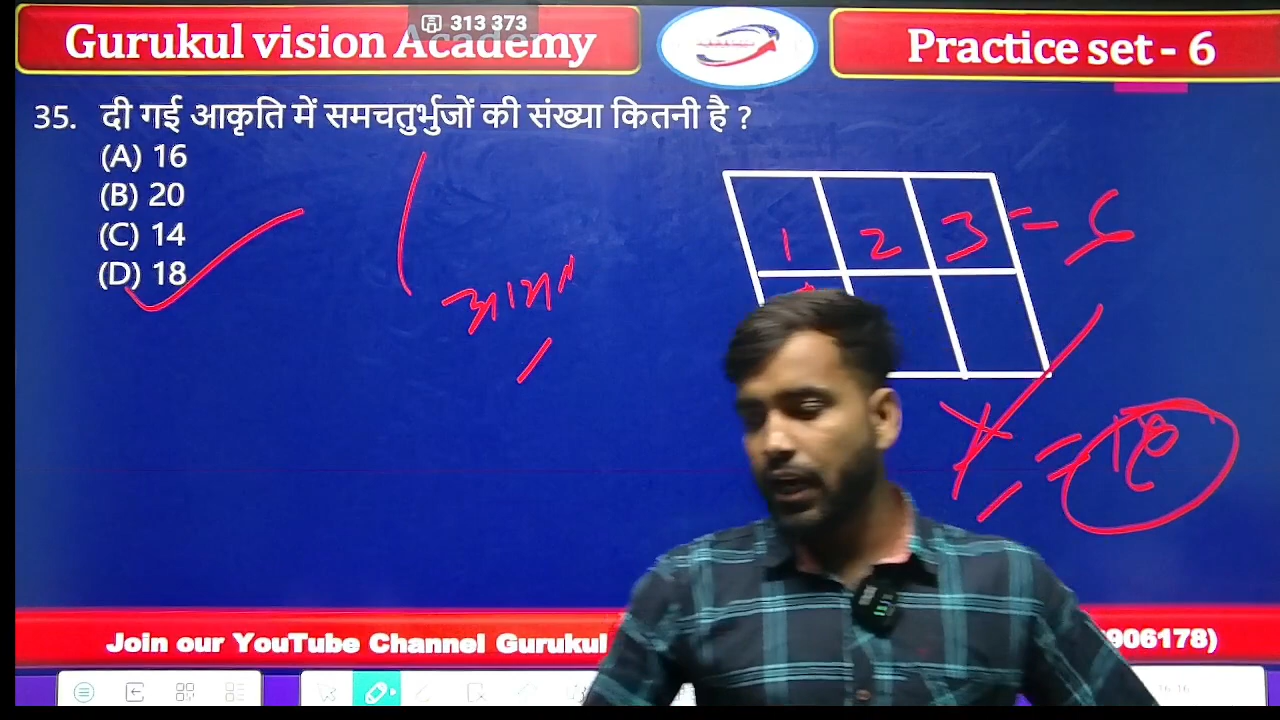 313 373
Gurukul vision Academy
Practice set - 6
35. दी गई आकृति में समचतुर्भुजों की संख्या कितनी है ?
(A) 16
(B) 20
(C) 14
(D) 18
1 2 3 =
= 18
Join our YouTube Channel Gurukul
906178)